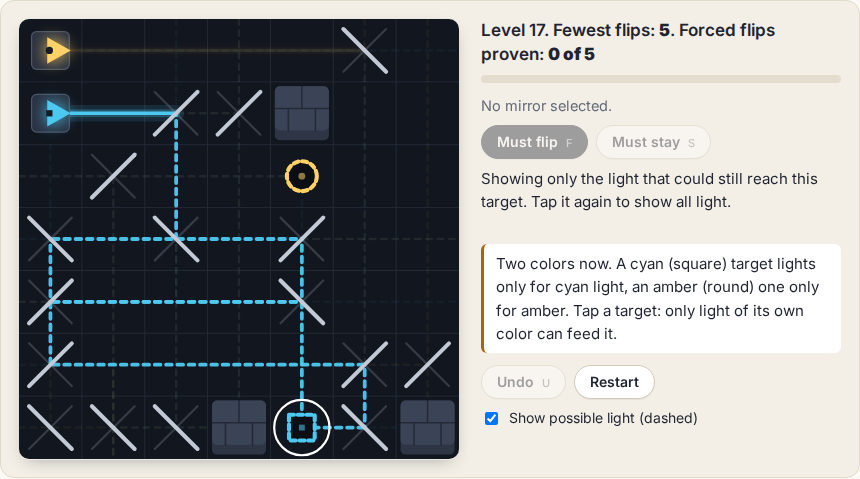 Level 17. Fewest flips: 5. Forced flips
proven: 0 of 5
No mirror selected.
Must flip F
Must stay S
Showing only the light that could still reach this
target. Tap it again to show all light.
Two colors now. A cyan (square) target lights
only for cyan light, an amber (round) one only
for amber. Tap a target: only light of its own
color can feed it.
Undo U
Restart
Show possible light (dashed)